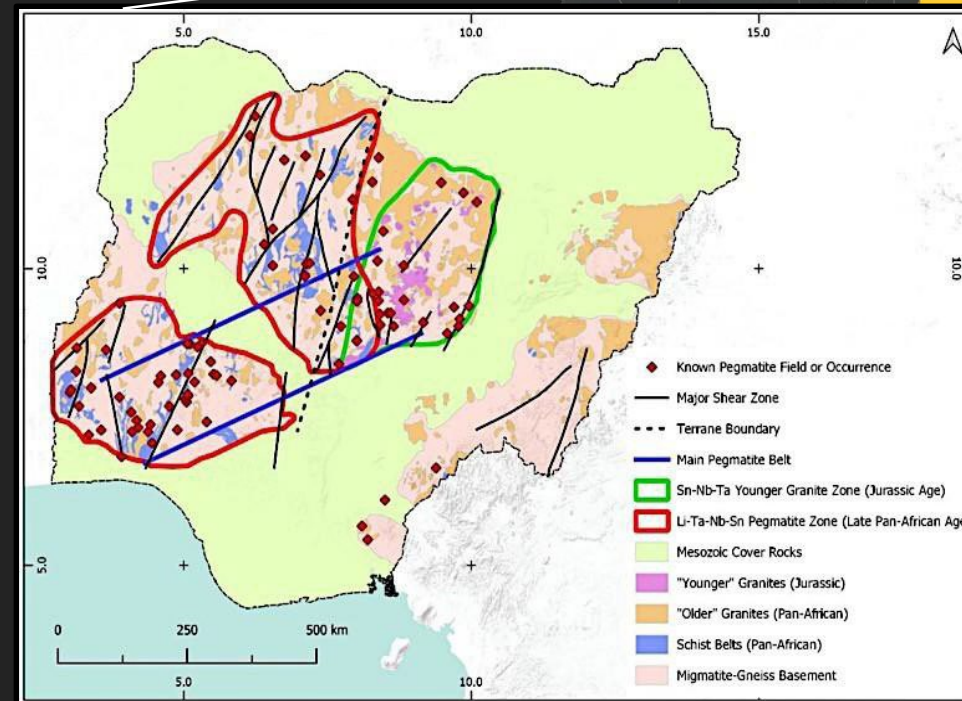 5.0
10.0
15.0
10.0
10.0
Known Pegmatite Field or Occurrence
Major Shear Zone
Terrane Boundary
Main Pegmatite Belt
Sn-Nb-Ta Younger Granite Zone (Jurassic Age)
Li-Ta-Nb-Sn Pegmatite Zone (Late Pan-African Age
Mesozoic Cover Rocks
"Younger" Granites (Jurassic)
"Older" Granites (Pan-African)
Schist Belts (Pan-African)
Migmatite-Gneiss Basement
5.0
0
250
500 km
5.0
10.0